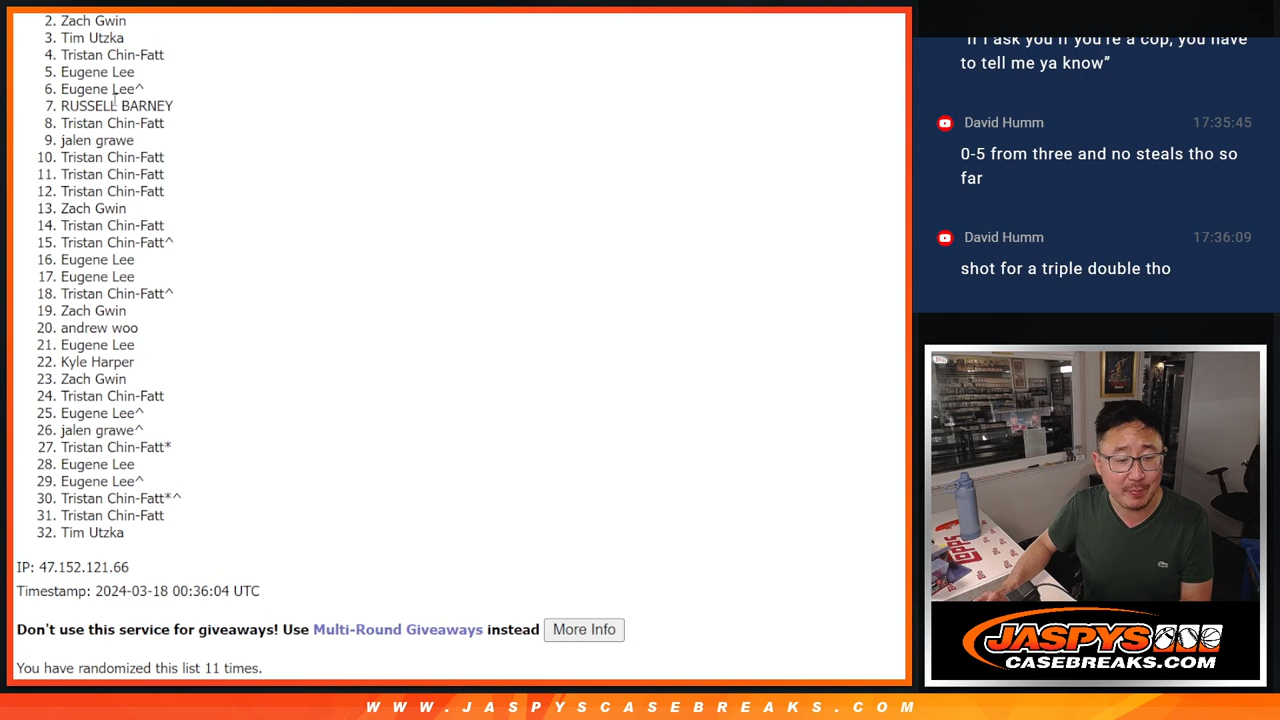 2. Zach Gwin
3. Tim Utzka
4. Tristan Chin-Fatt
5. Eugene Lee
6. Eugene Lee^
7. RUSSELL BARNEY
8. Tristan Chin-Fatt
9. jalen grawe
10. Tristan Chin-Fatt
11. Tristan Chin-Fatt
12. Tristan Chin-Fatt
13. Zach Gwin
14. Tristan Chin-Fatt
15. Tristan Chin-Fatt^
16. Eugene Lee
17. Eugene Lee
18. Tristan Chin-Fatt^
19. Zach Gwin
20. andrew woo
21. Eugene Lee
22. Kyle Harper
23. Zach Gwin
24. Tristan Chin-Fatt
25. Eugene Lee^
26. jalen grawe^
27. Tristan Chin-Fatt*
28. Eugene Lee
29. Eugene Lee^
30. Tristan Chin-Fatt*^
31. Tristan Chin-Fatt
32. Tim Utzka
IP: 47.152.121.66
Timestamp: 2024-03-18 00:36:04 UTC
Don't use this service for giveaways! Use Multi-Round Giveaways instead More Info
You have randomized this list 11 times.
"If I ask you if you're a cop, you have
to tell me ya know”
David Humm 17:35:45
0-5 from three and no steals tho so
far
David Humm 17:36:09
shot for a triple double tho
JASPYS
CASEBREAKS.COM
WWW.JASPYSCASEBREAKS.COM